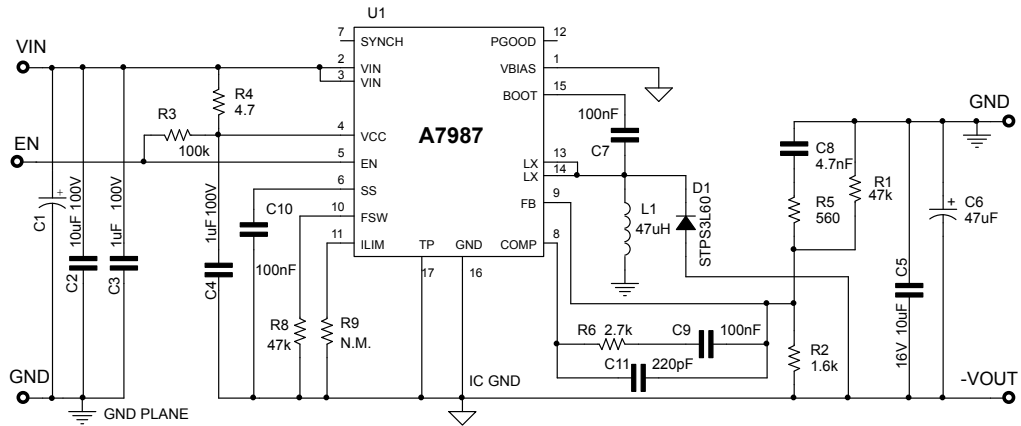 U1
7
SYNCH
PGOOD
12
VIN
2
VIN
3
VIN
VBIAS
1
BOOT
15
R4
4.7
R3
100k
4
VCC
A7987
100nF
C7
GND
EN
5
EN
LX
13
LX
14
C8
4.7nF
R1
47k
6
SS
FB
9
D1
STPS3L60
L1
47uH
R5
560
C6
47uF
C1
10uF 100V
C2
1uF 100V
C3
1uF 100V
C4
C10
100nF
10
FSW
11
ILIM
TP
GND
COMP
8
17
16
C5
16V 10uF
R8
47k
R9
N.M.
R6
2.7k
C9
100nF
C11
220pF
R2
1.6k
IC GND
GND
GND PLANE
-VOUT
+
+